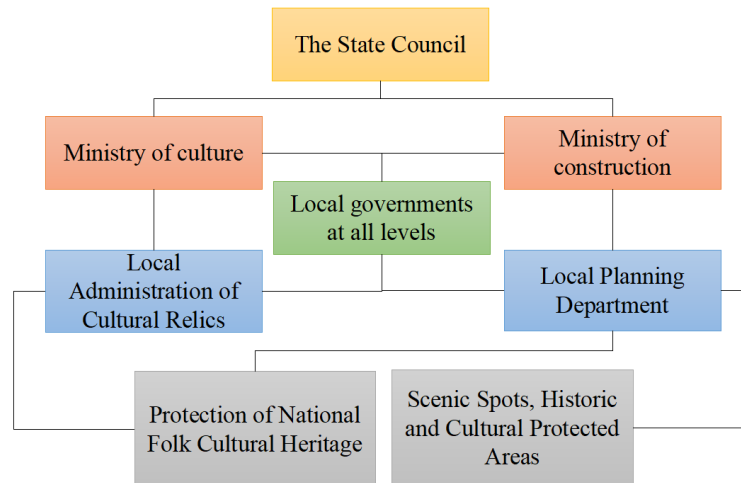 The State Council
Ministry of culture
Ministry of
construction
Local governments
at all levels
Local
Administration of
Cultural Relics
Local Planning
Department
Protection of National
Folk Cultural Heritage
Scenic Spots, Historic
and Cultural Protected
Areas